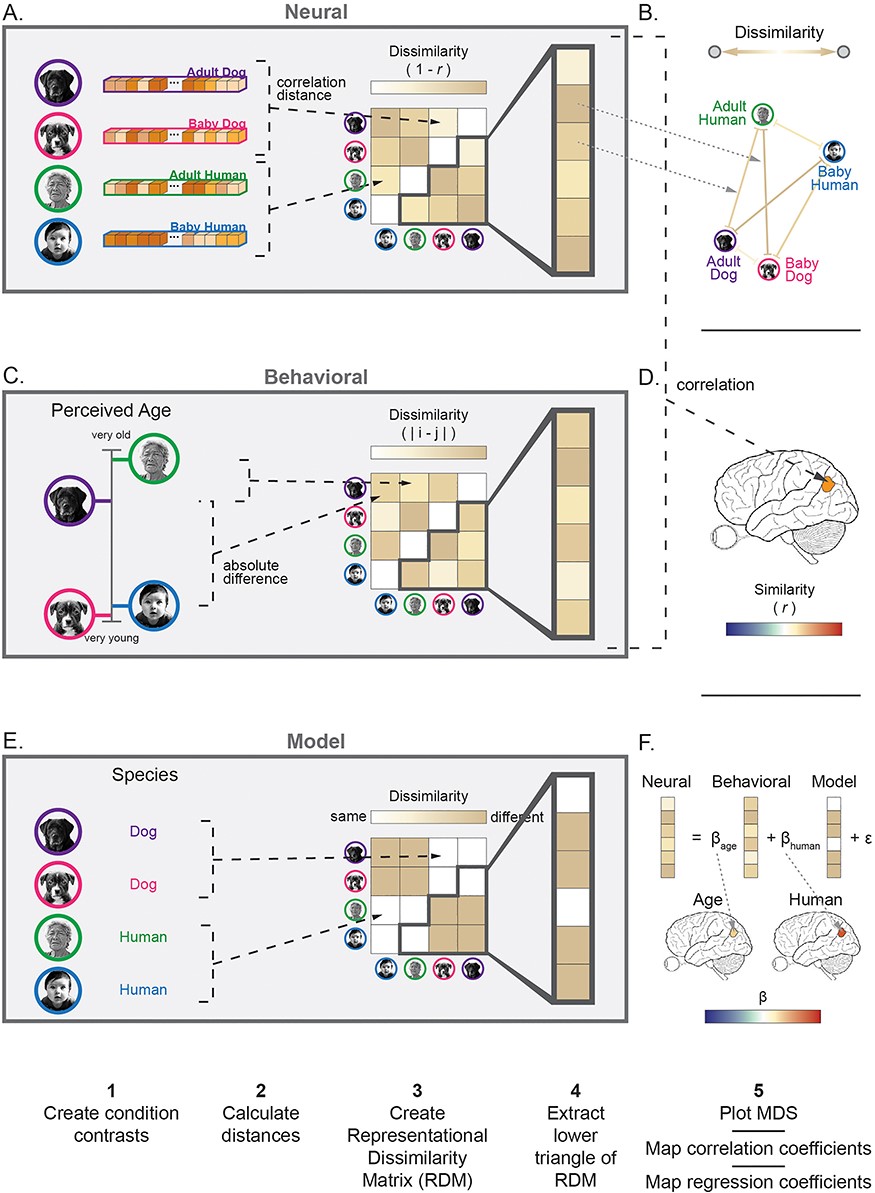 A.
Neural
Adult Dog
Baby Dog
Adult Human
Baby Human
...
...
...
...
correlation
distance
Dissimilarity
( 1 - r )
B.
Dissimilarity
Adult
Human
Baby
Human
Adult
Dog
Baby
Dog
C.
Behavioral
Perceived Age
very old
very young
absolute
difference
Dissimilarity
( | i - j | )
D.
correlation
Similarity
( r )
E.
Model
Species
Dog
Dog
Human
Human
Dissimilarity
same
different
F.
Neural Behavioral Model
= βage + βhuman + ε
Age Human
β
1
Create condition
contrasts
2
Calculate
distances
3
Create
Representational
Dissimilarity
Matrix (RDM)
4
Extract
lower
triangle of
RDM
5
Plot MDS
Map correlation coefficients
Map regression coefficients